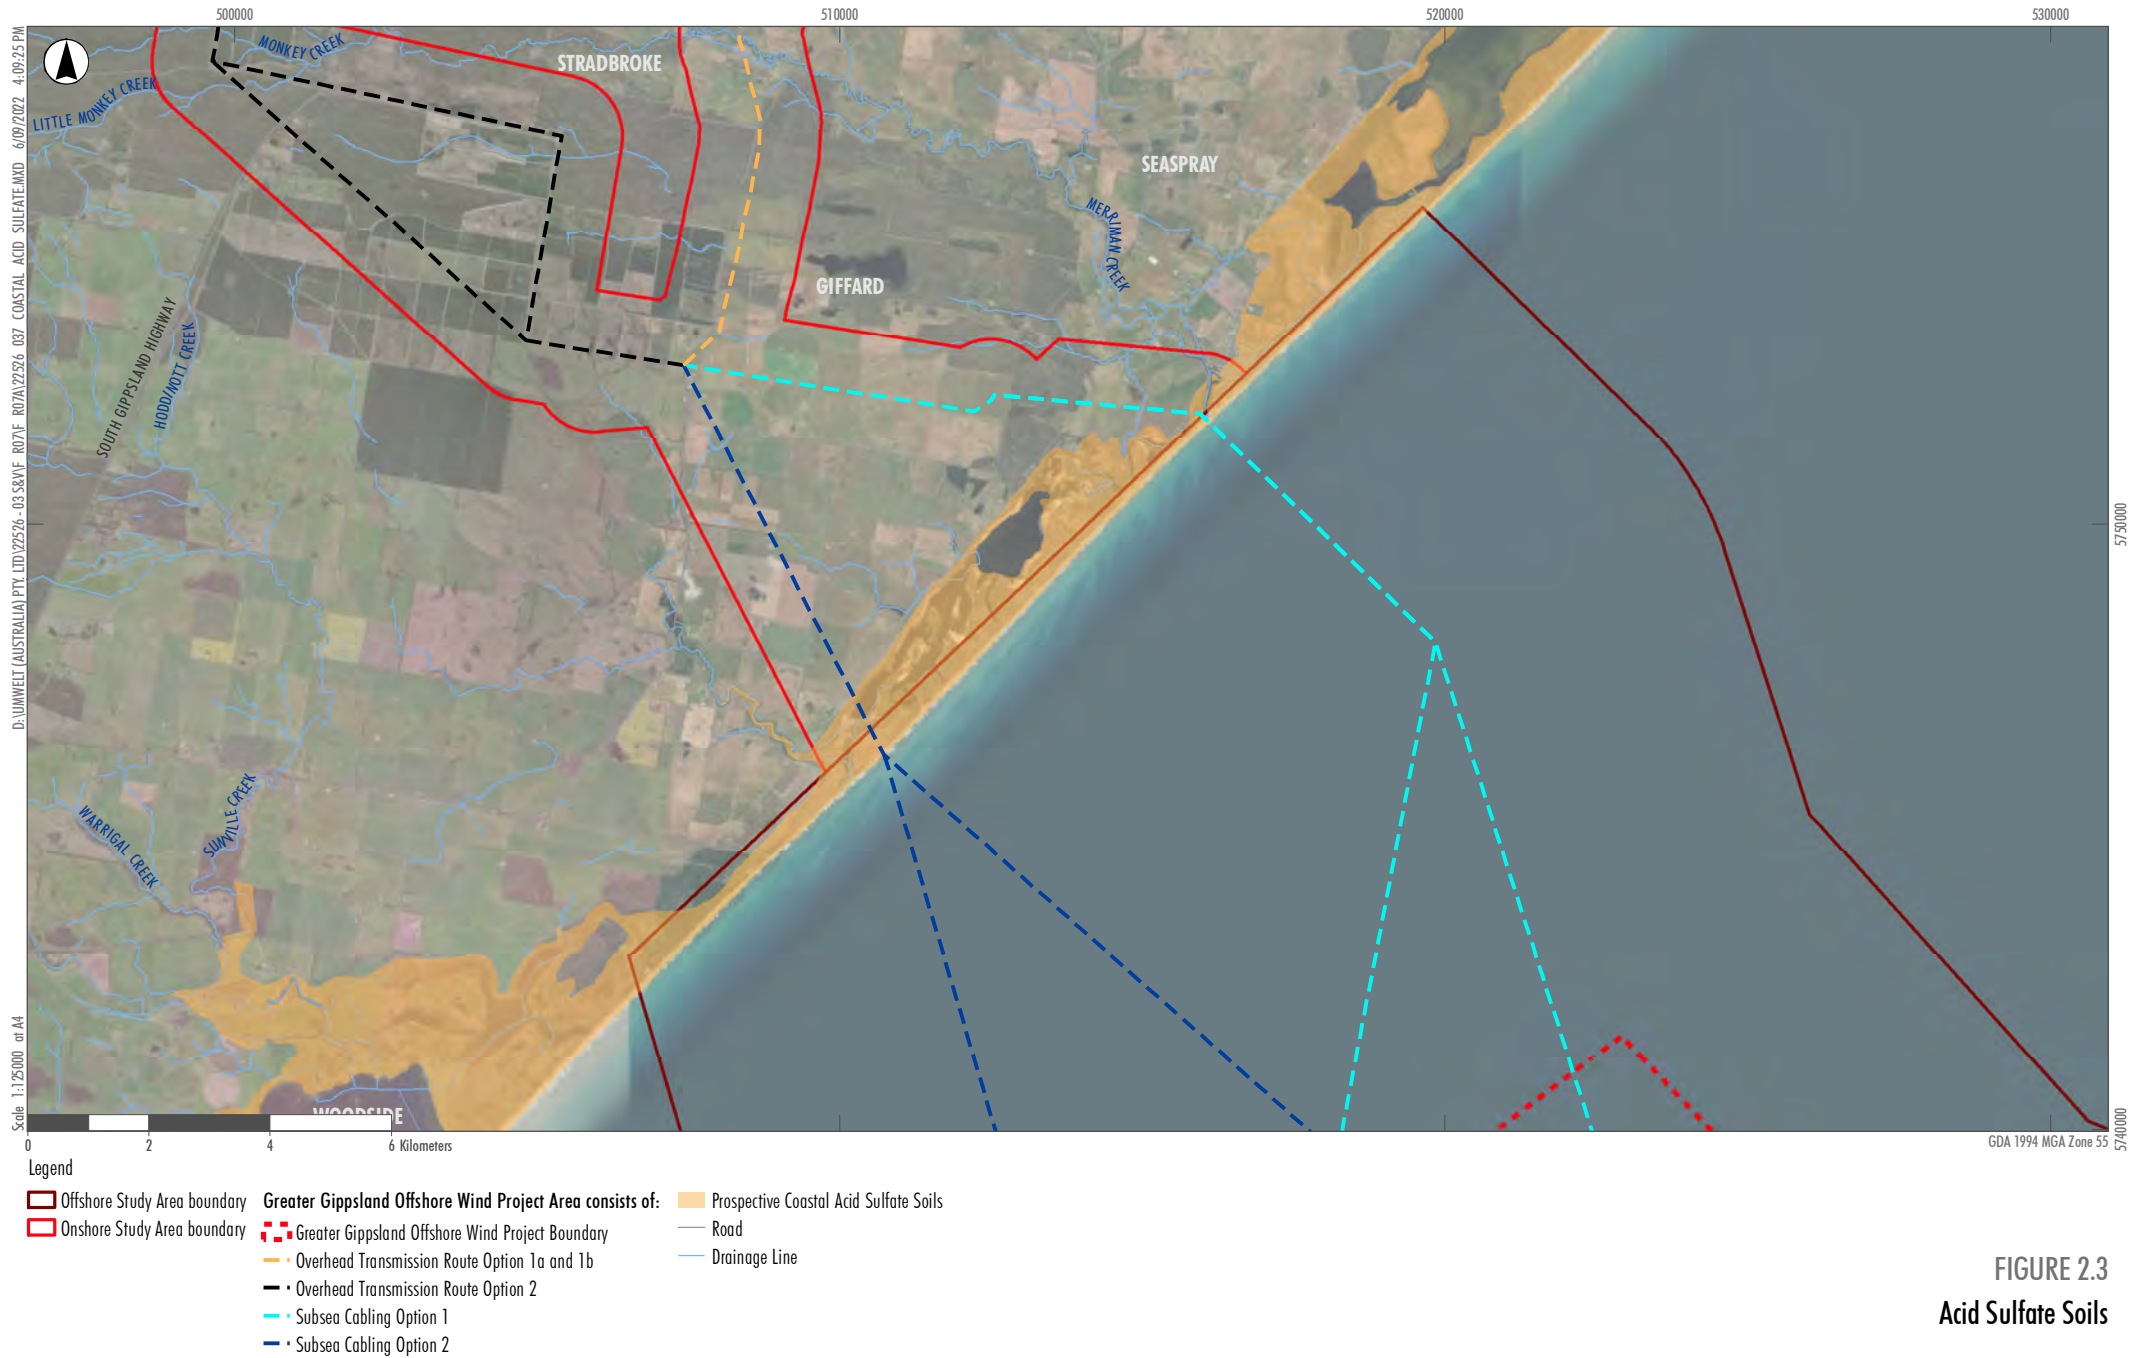 500000
510000
520000
530000
MONKEY CREEK
STRADBROKE
LITTLE MONKEY CREEK
SEASPRAY
MERRIMAN CREEK
GIFFARD
SOUTH GIPPSLAND HIGHWAY
HODDINOTT CREEK
5750000
WARRIGAL CREEK
SUNVILLE CREEK
WOODSIDE
5740000
D:\UMWELT (AUSTRALIA) PTY. LTD\22526 - 03 S&V\F R07\F R07A\22526 037 COASTAL ACID SULFATE.MXD 6/09/2022 4:09:25 PM
Scale 1:125000 at A4
0 2 4 6 Kilometers
GDA 1994 MGA Zone 55
Legend
Offshore Study Area boundary
Onshore Study Area boundary
Greater Gippsland Offshore Wind Project Area consists of:
Greater Gippsland Offshore Wind Project Boundary
Overhead Transmission Route Option 1a and 1b
Overhead Transmission Route Option 2
Subsea Cabling Option 1
Subsea Cabling Option 2
Prospective Coastal Acid Sulfate Soils
Road
Drainage Line
FIGURE 2.3
Acid Sulfate Soils